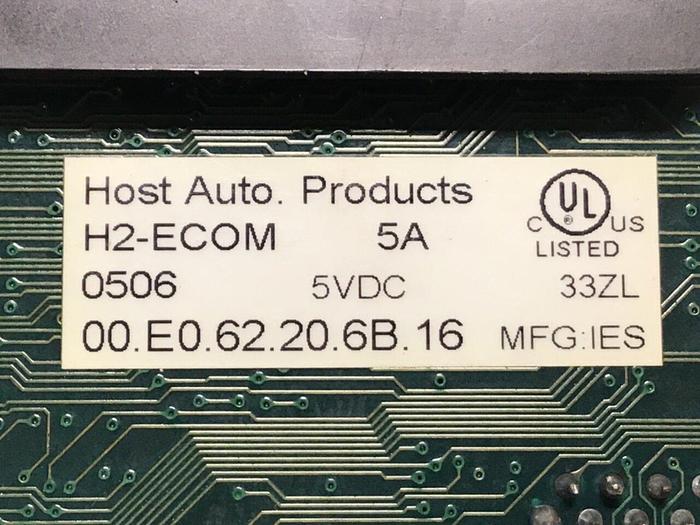 Host Auto. Products
H2-ECOM 5A
C UL ® US
LISTED
0506 5VDC 33ZL
00.E0.62.20.6B.16 MFG:IES